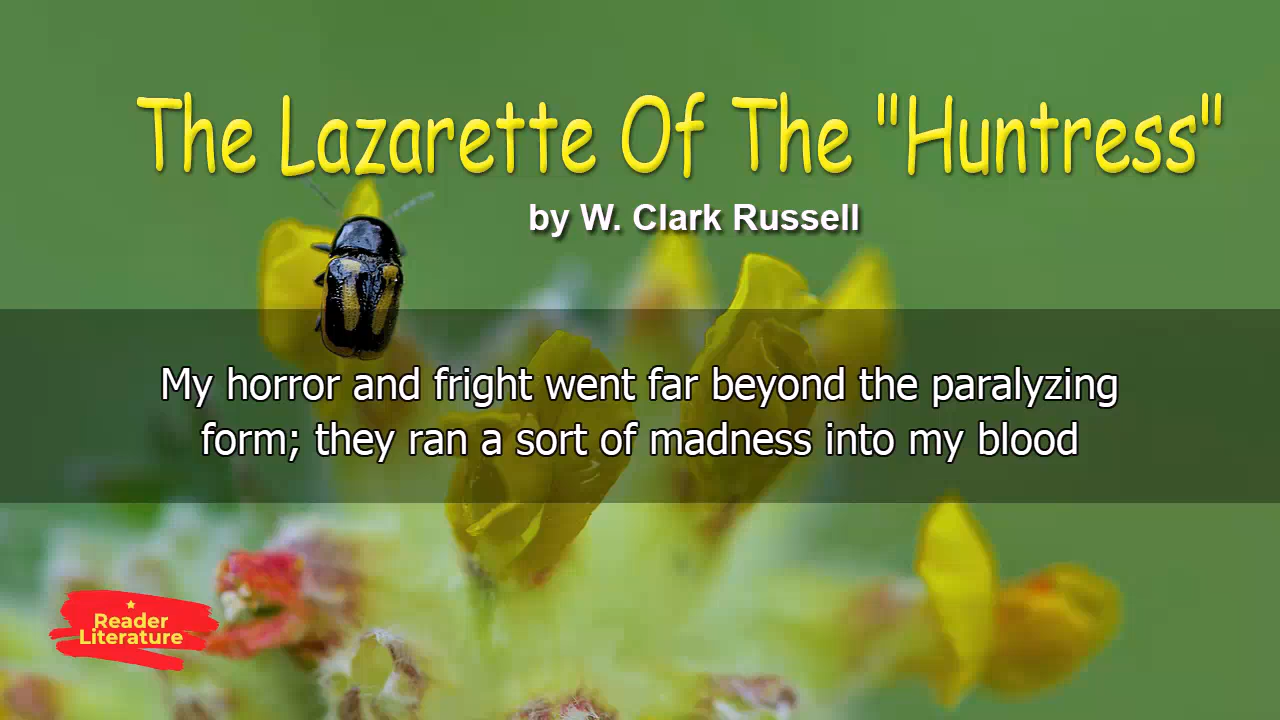 The Lazarette Of The "Huntress"
by W. Clark Russell
My horror and fright went far beyond the paralyzing
form; they ran a sort of madness into my blood
Reader
Literature